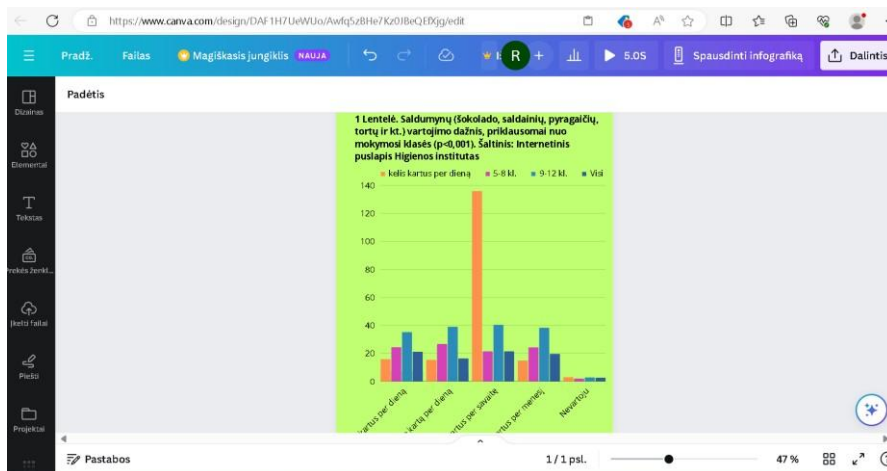 https://www.canva.com/design/DAF1H7UeWUo/Awfq5zBHe7Kz0JBeQEfXjg/edit
Pradž. Failas Magiškasis jungiklis NAUJA R + 5.0S Spausdinti infografiką Dalintis
Padėtis
Dizainas
Elementai
Tekstas
Įkelti failai
Piešti
Projektai
1 Lentelė. Saldumynų (šokolado, saldainių, pyragaičių,
tortų ir kt.) vartojimo dažnis, priklausomai nuo
mokymosi klasės (p<0,001). Šaltinis: Internetinis
puslapis Higienos institutas
kelis kartus per dieną 5-8 kl. 9-12 kl. Visi
140
120
100
80
60
40
20
0
kartus per dieną
kartą per dieną
kartus per savaitę
kartus per mėnesį
Nevartoju
Pastabos 1 / 1 psl. 47 %